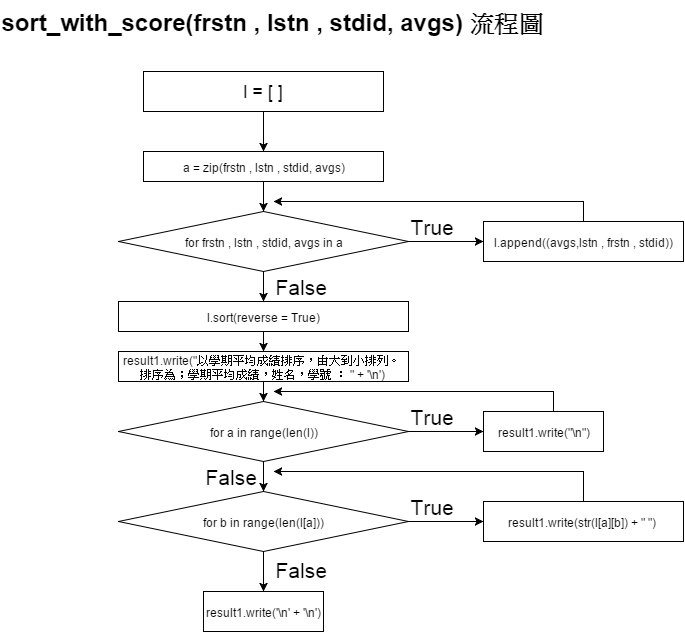 sort_with_score(frstn , lstn , stdid, avgs) 流程圖
l = [ ]
a = zip(frstn , lstn , stdid, avgs)
for frstn , lstn , stdid, avgs in a
True
l.append((avgs,lstn , frstn , stdid))
False
l.sort(reverse = True)
result1.write("以學期平均成績排序，由大到小排列。
排序為；學期平均成績，姓名，學號 ： " + '\n')
for a in range(len(l))
True
result1.write("\n")
False
for b in range(len(l[a]))
True
result1.write(str(l[a][b]) + " ")
False
result1.write('\n' + '\n')